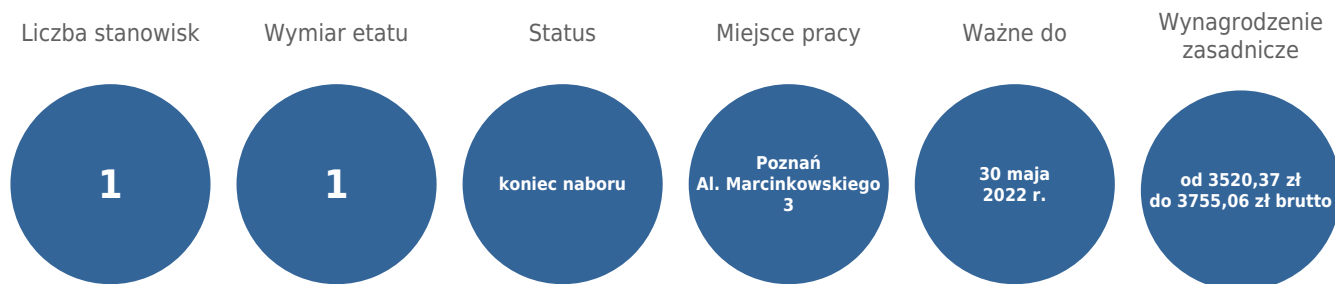 Liczba stanowisk
1
Wymiar etatu
1
Status
koniec naboru
Miejsce pracy
Poznań
Al. Marcinkowskiego
3
Ważne do
30 maja
2022 r.
Wynagrodzenie
zasadnicze
od 3520,37 zł
do 3755,06 zł brutto